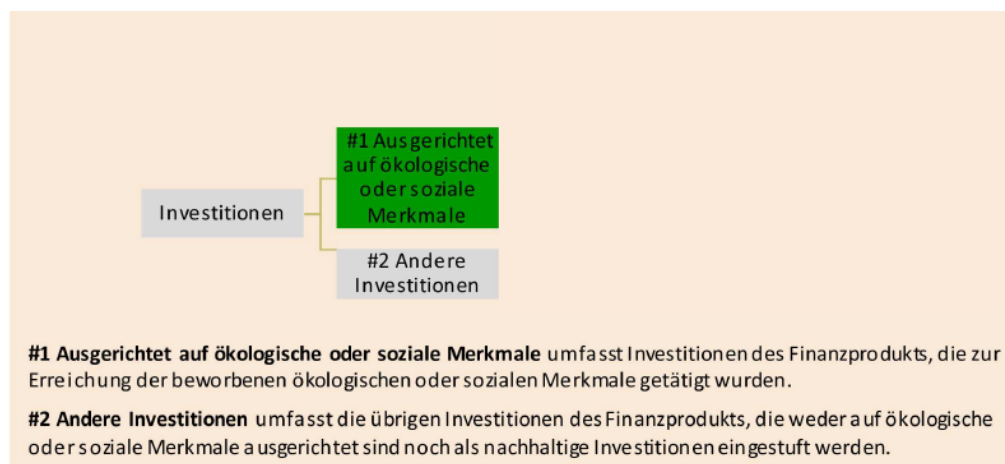 #1 Ausgerichtet
auf ökologische
oder soziale
Merkmale
Investitionen
#2 Andere
Investitionen
#1 Ausgerichtet auf ökologische oder soziale Merkmale umfasst Investitionen des Finanzprodukts, die zur
Erreichung der beworbenen ökologischen oder sozialen Merkmale getätigt wurden.
#2 Andere Investitionen umfasst die übrigen Investitionen des Finanzprodukts, die weder auf ökologische
oder soziale Merkmale ausgerichtet sind noch als nachhaltige Investitionen eingestuft werden.